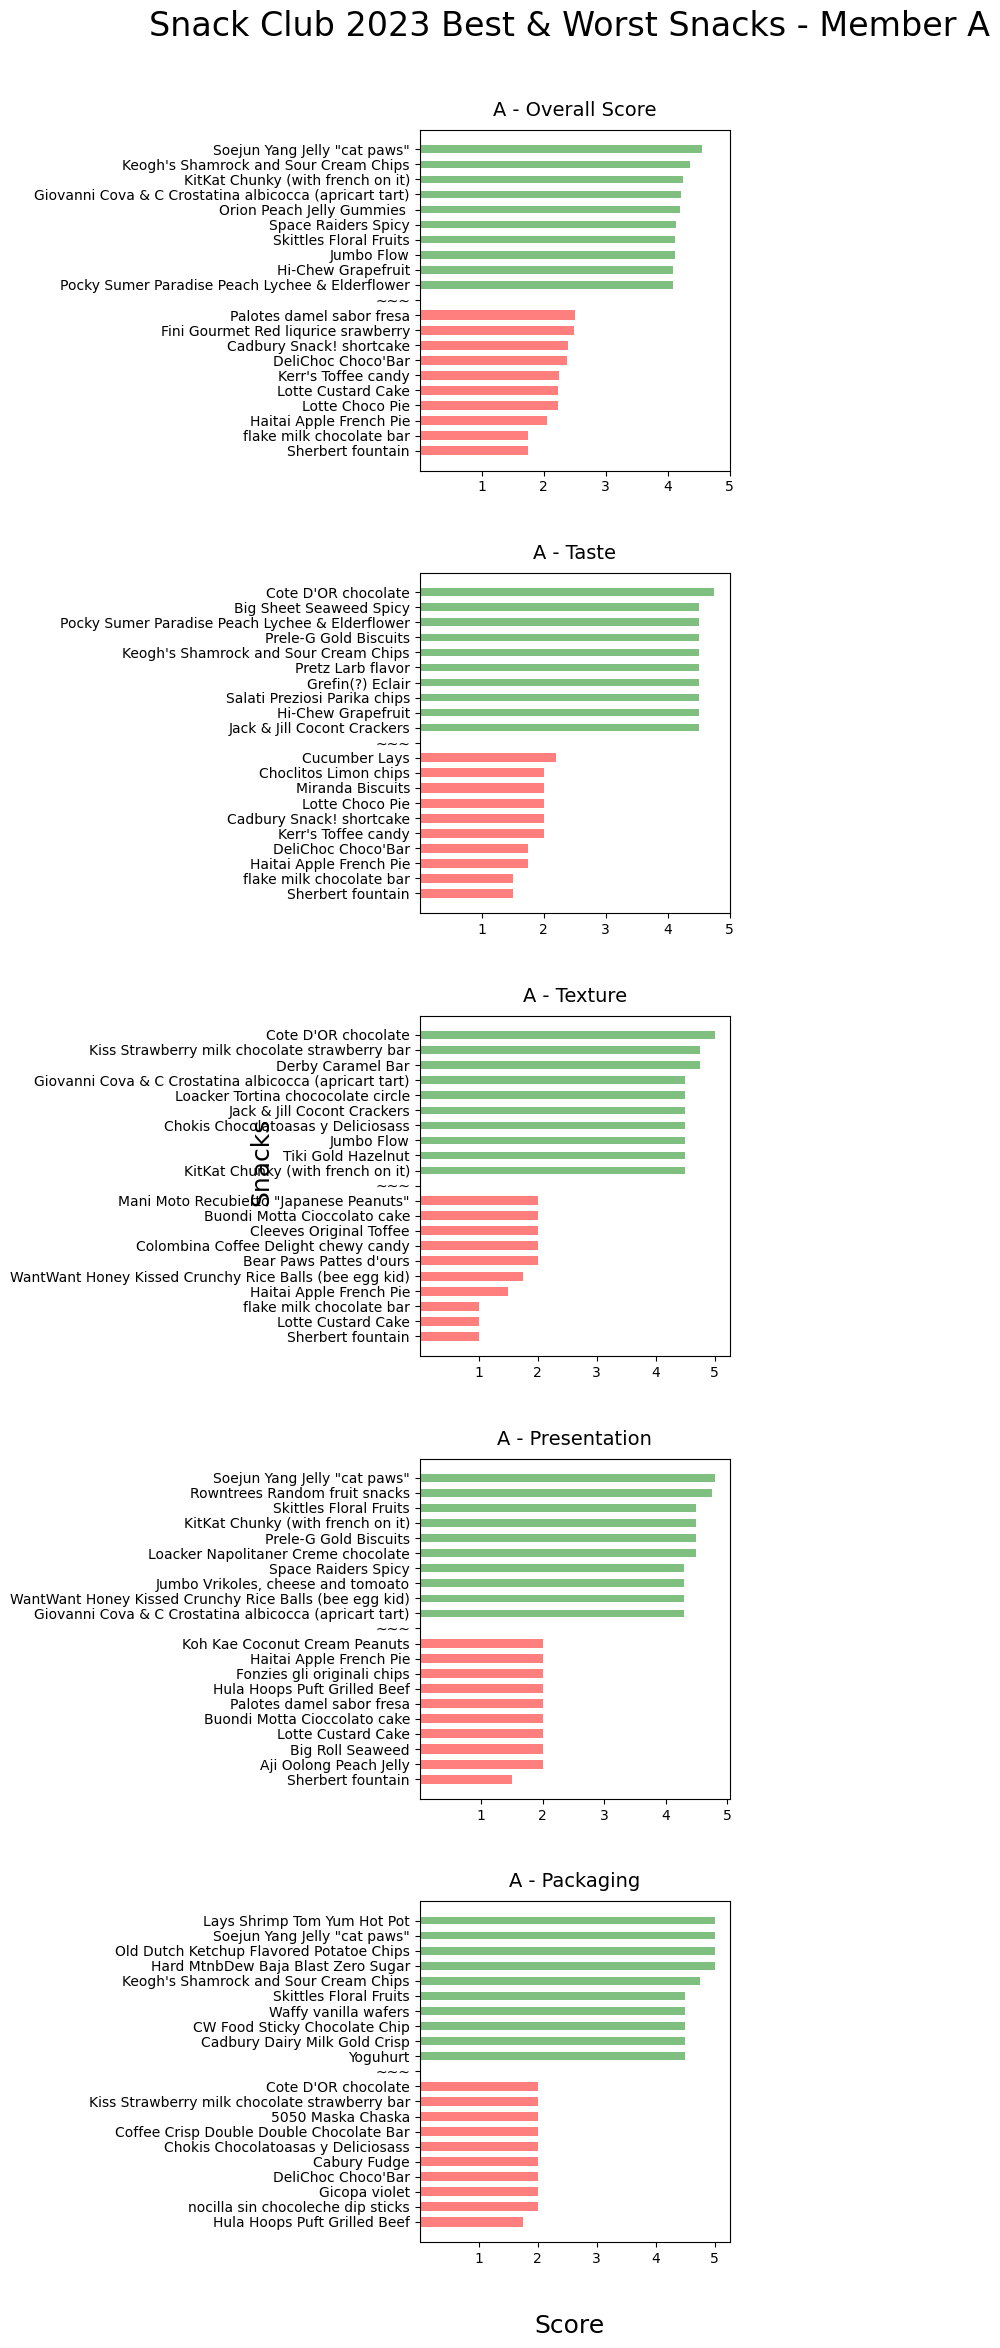 Snack Club 2023 Best & Worst Snacks - Member A
A - Overall Score
Soejun Yang Jelly "cat paws"
Keogh's Shamrock and Sour Cream Chips
KitKat Chunky (with french on it)
Giovanni Cova & C Crostatina albicocca (apricart tart)
Orion Peach Jelly Gummies
Space Raiders Spicy
Skittles Floral Fruits
Jumbo Flow
Hi-Chew Grapefruit
Pocky Sumer Paradise Peach Lychee & Elderflower
~~~
Palotes damel sabor fresa
Fini Gourmet Red liqurice srawberry
Cadbury Snack! shortcake
DeliChoc Choco'Bar
Kerr's Toffee candy
Lotte Custard Cake
Lotte Choco Pie
Haitai Apple French Pie
flake milk chocolate bar
Sherbert fountain
1 2 3 4 5
A - Taste
Cote D'OR chocolate
Big Sheet Seaweed Spicy
Pocky Sumer Paradise Peach Lychee & Elderflower
Prele-G Gold Biscuits
Keogh's Shamrock and Sour Cream Chips
Pretz Larb flavor
Grefin(?) Eclair
Salati Preziosi Parika chips
Hi-Chew Grapefruit
Jack & Jill Cocont Crackers
~~~
Cucumber Lays
Choclitos Limon chips
Miranda Biscuits
Lotte Choco Pie
Cadbury Snack! shortcake
Kerr's Toffee candy
DeliChoc Choco'Bar
Haitai Apple French Pie
flake milk chocolate bar
Sherbert fountain
1 2 3 4 5
A - Texture
Cote D'OR chocolate
Kiss Strawberry milk chocolate strawberry bar
Derby Caramel Bar
Giovanni Cova & C Crostatina albicocca (apricart tart)
Loacker Tortina chococolate circle
Jack & Jill Cocont Crackers
Chokis Chocolatoasas y Deliciosass
Jumbo Flow
Tiki Gold Hazelnut
KitKat Chunky (with french on it)
~~~
Mani Moto Recubierto "Japanese Peanuts"
Buondi Motta Cioccolato cake
Cleeves Original Toffee
Colombina Coffee Delight chewy candy
Bear Paws Pattes d'ours
WantWant Honey Kissed Crunchy Rice Balls (bee egg kid)
Haitai Apple French Pie
flake milk chocolate bar
Lotte Custard Cake
Sherbert fountain
1 2 3 4 5
Snacks
A - Presentation
Soejun Yang Jelly "cat paws"
Rowntrees Random fruit snacks
Skittles Floral Fruits
KitKat Chunky (with french on it)
Prele-G Gold Biscuits
Loacker Napolitaner Creme chocolate
Space Raiders Spicy
Jumbo Vrikoles, cheese and tomoato
WantWant Honey Kissed Crunchy Rice Balls (bee egg kid)
Giovanni Cova & C Crostatina albicocca (apricart tart)
~~~
Koh Kae Coconut Cream Peanuts
Haitai Apple French Pie
Fonzies gli originali chips
Hula Hoops Puft Grilled Beef
Palotes damel sabor fresa
Buondi Motta Cioccolato cake
Lotte Custard Cake
Big Roll Seaweed
Aji Oolong Peach Jelly
Sherbert fountain
1 2 3 4 5
A - Packaging
Lays Shrimp Tom Yum Hot Pot
Soejun Yang Jelly "cat paws"
Old Dutch Ketchup Flavored Potatoe Chips
Hard MtnbDew Baja Blast Zero Sugar
Keogh's Shamrock and Sour Cream Chips
Skittles Floral Fruits
Waffy vanilla wafers
CW Food Sticky Chocolate Chip
Cadbury Dairy Milk Gold Crisp
Yoguhurt
~~~
Cote D'OR chocolate
Kiss Strawberry milk chocolate strawberry bar
5050 Maska Chaska
Coffee Crisp Double Double Chocolate Bar
Chokis Chocolatoasas y Deliciosass
Cabury Fudge
DeliChoc Choco'Bar
Gicopa violet
nocilla sin chocoleche dip sticks
Hula Hoops Puft Grilled Beef
1 2 3 4 5
Score